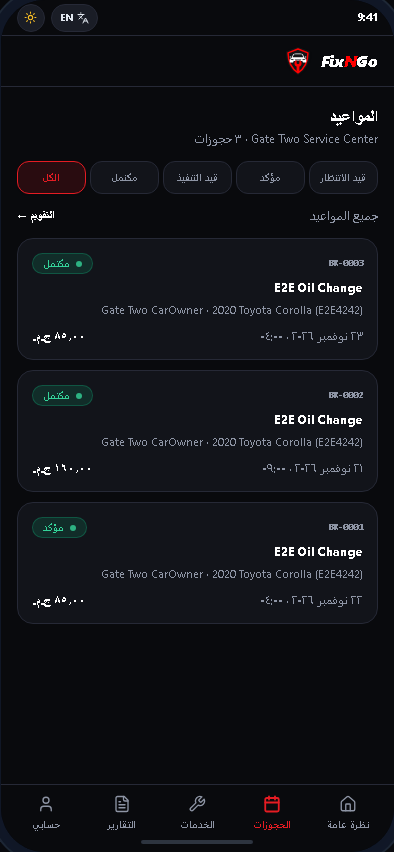 9:41
EN
FixNGo
المواعيد
Gate Two Service Center · ٣ حجوزات
قيد الانتظار
مؤكد
قيد التنفيذ
مكتمل
الكل
جميع المواعيد
التقويم ←
BK-0003
مكتمل
E2E Oil Change
Gate Two CarOwner · 2020 Toyota Corolla (E2E4242)
٢٣ نوفمبر ٢٠٢٦، ٠٤:٠٠
٨٥٫٠٠ ج.م.
BK-0002
مكتمل
E2E Oil Change
Gate Two CarOwner · 2020 Toyota Corolla (E2E4242)
٢١ نوفمبر ٢٠٢٦، ٠٩:٠٠
١٦٠٫٠٠ ج.م.
BK-0001
مؤكد
E2E Oil Change
Gate Two CarOwner · 2020 Toyota Corolla (E2E4242)
٢٢ نوفمبر ٢٠٢٦، ٠٤:٠٠
٨٥٫٠٠ ج.م.
نظرة عامة
الحجوزات
الخدمات
التقارير
حسابي